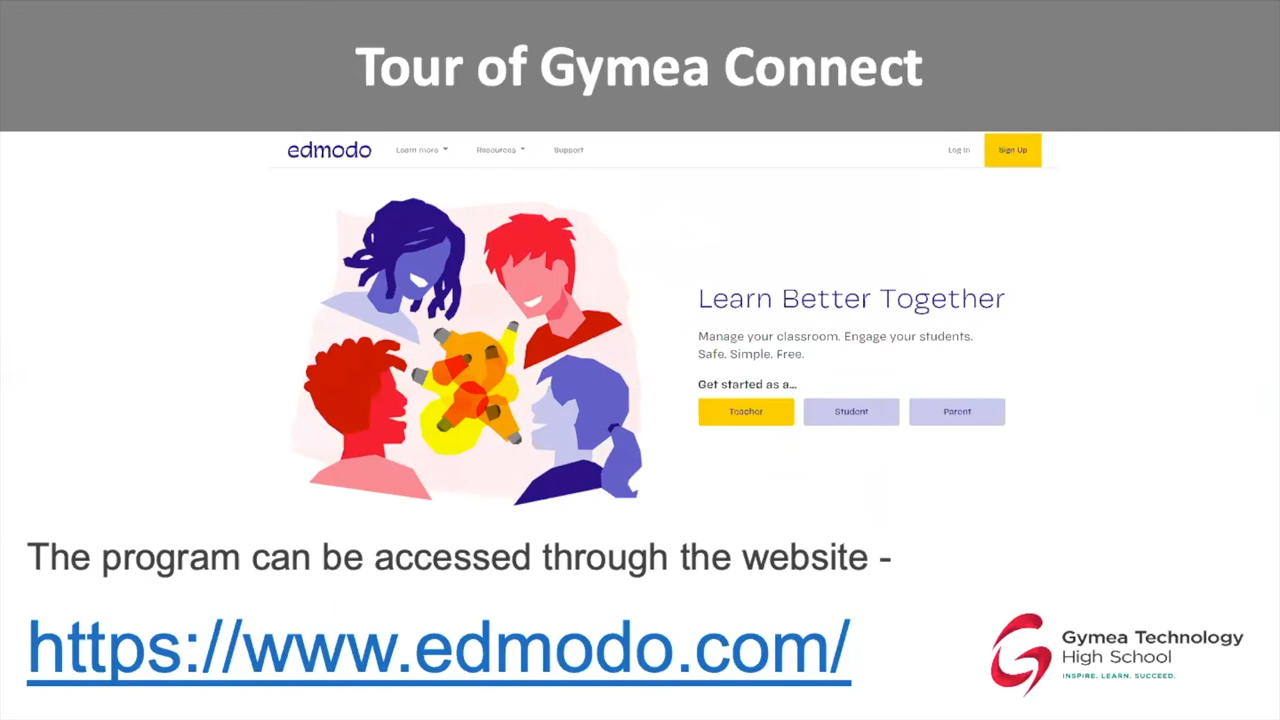 Tour of Gymea Connect
edmodo Learn more Resources Support Log In Sign Up
Learn Better Together
Manage your classroom. Engage your students.
Safe. Simple. Free.
Get started as a...
Teacher Student Parent
The program can be accessed through the website -
https://www.edmodo.com/
Gymea Technology
High School
INSPIRE. LEARN. SUCCEED.